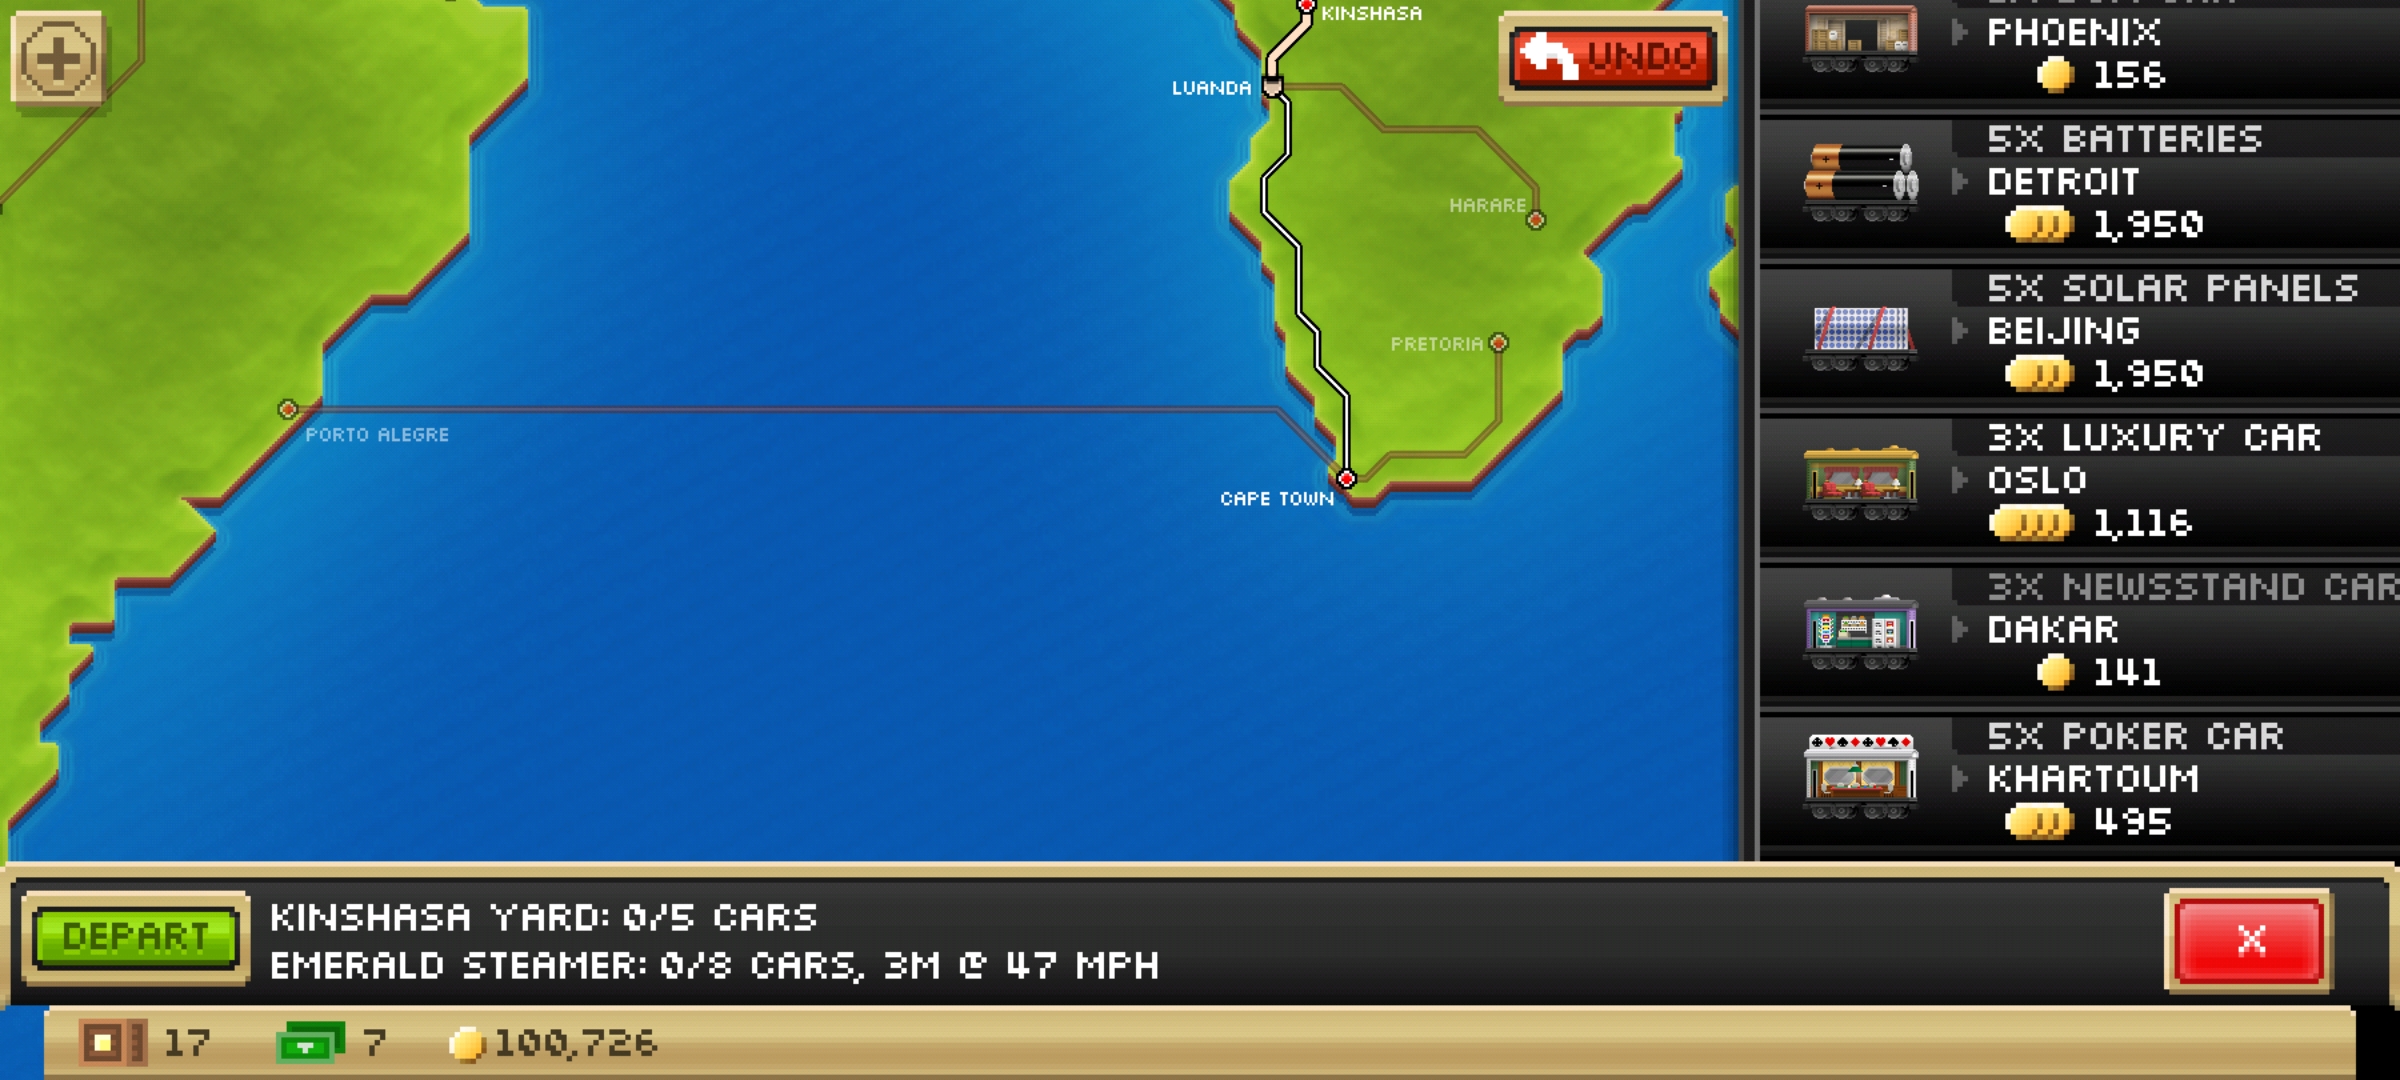 KINSHASA
LUANDA
UNDO
HARARE
PRETORIA
PORTO ALEGRE
CAPE TOWN
PHOENIX
156
5X BATTERIES
DETROIT
1,950
5X SOLAR PANELS
BEIJING
1,950
3X LUXURY CAR
OSLO
1,116
3X NEWSSTAND CAR
DAKAR
141
5X POKER CAR
KHARTOUM
495
DEPART
KINSHASA YARD: 0/5 CARS
EMERALD STEAMER: 0/8 CARS, 3M @ 47 MPH
X
17
7
100,726